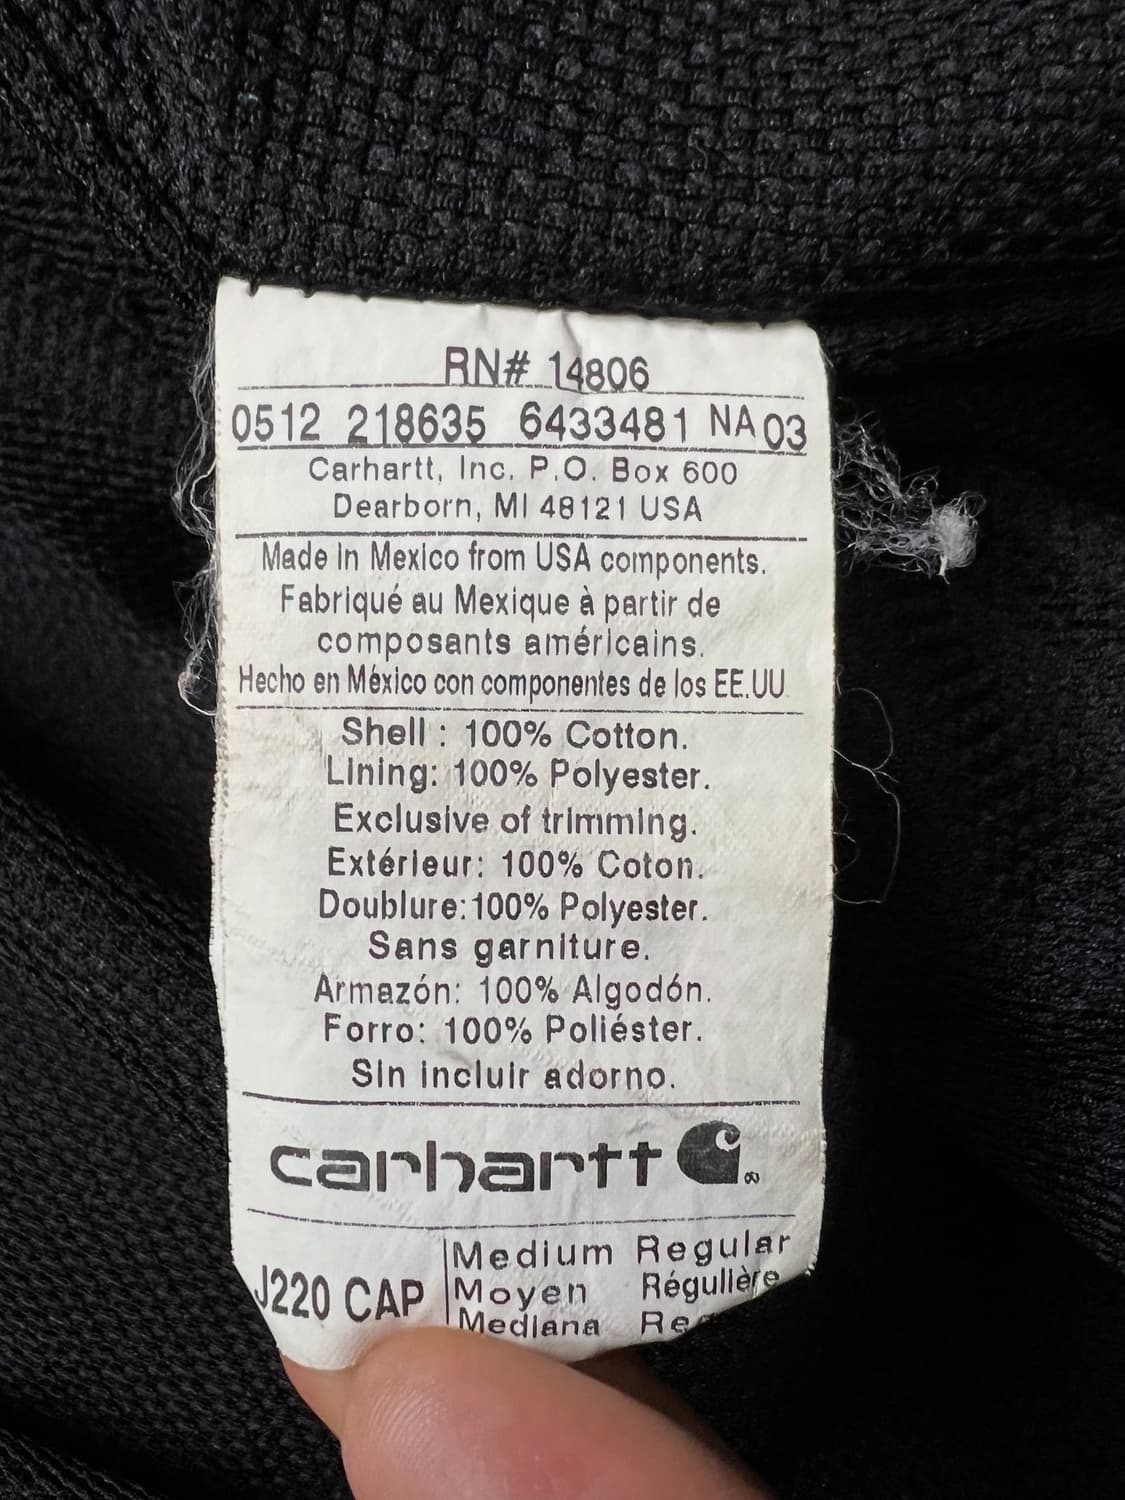 RN# 14806
0512 218635 6433481 NA 03
Carhartt, Inc. P.O. Box 600
Dearborn, MI 48121 USA
Made in Mexico from USA components.
Fabriqué au Mexique à partir de
composants américains.
Hecho en México con componentes de los EE.UU.
Shell : 100% Cotton.
Lining: 100% Polyester.
Exclusive of trimming.
Extérieur: 100% Coton.
Doublure:100% Polyester.
Sans garniture.
Armazón: 100% Algodón.
Forro: 100% Poliéster.
Sin incluir adorno.
carhartt
J220 CAP
Medium Regular
Moyen Régulière
Mediana